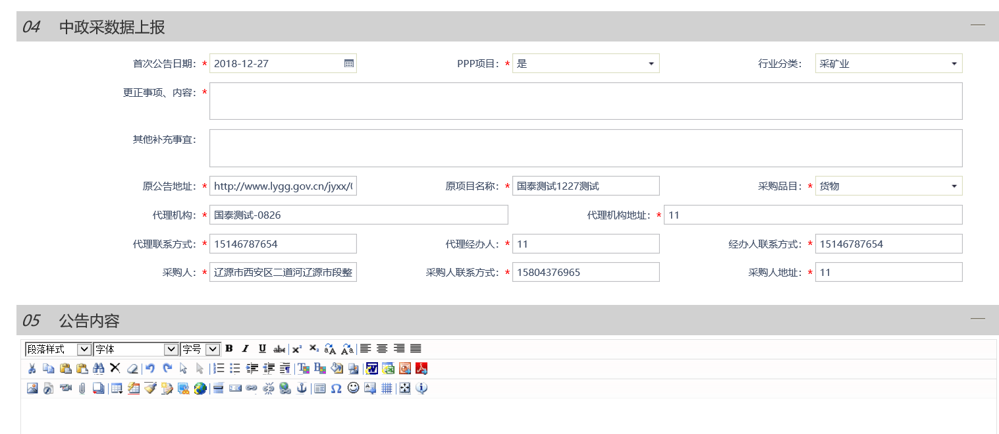 04 中政采数据上报
首次公告日期：* 2018-12-27 PPP项目：* 是 行业分类： 采矿业
更正事项、内容：*
其他补充事宜：
原公告地址：* http://www.lygg.gov.cn/jyxx/( 原项目名称：* 国泰测试1227测试 采购品目：* 货物
代理机构：* 国泰测试-0826 代理机构地址：* 11
代理联系方式：* 15146787654 代理经办人：* 11 经办人联系方式：* 15146787654
采购人：* 辽源市西安区二道河辽源市段整 采购人联系方式：* 15804376965 采购人地址：* 11
05 公告内容
段落样式 字体 字号 B I U abc x² x₂ aA Aa